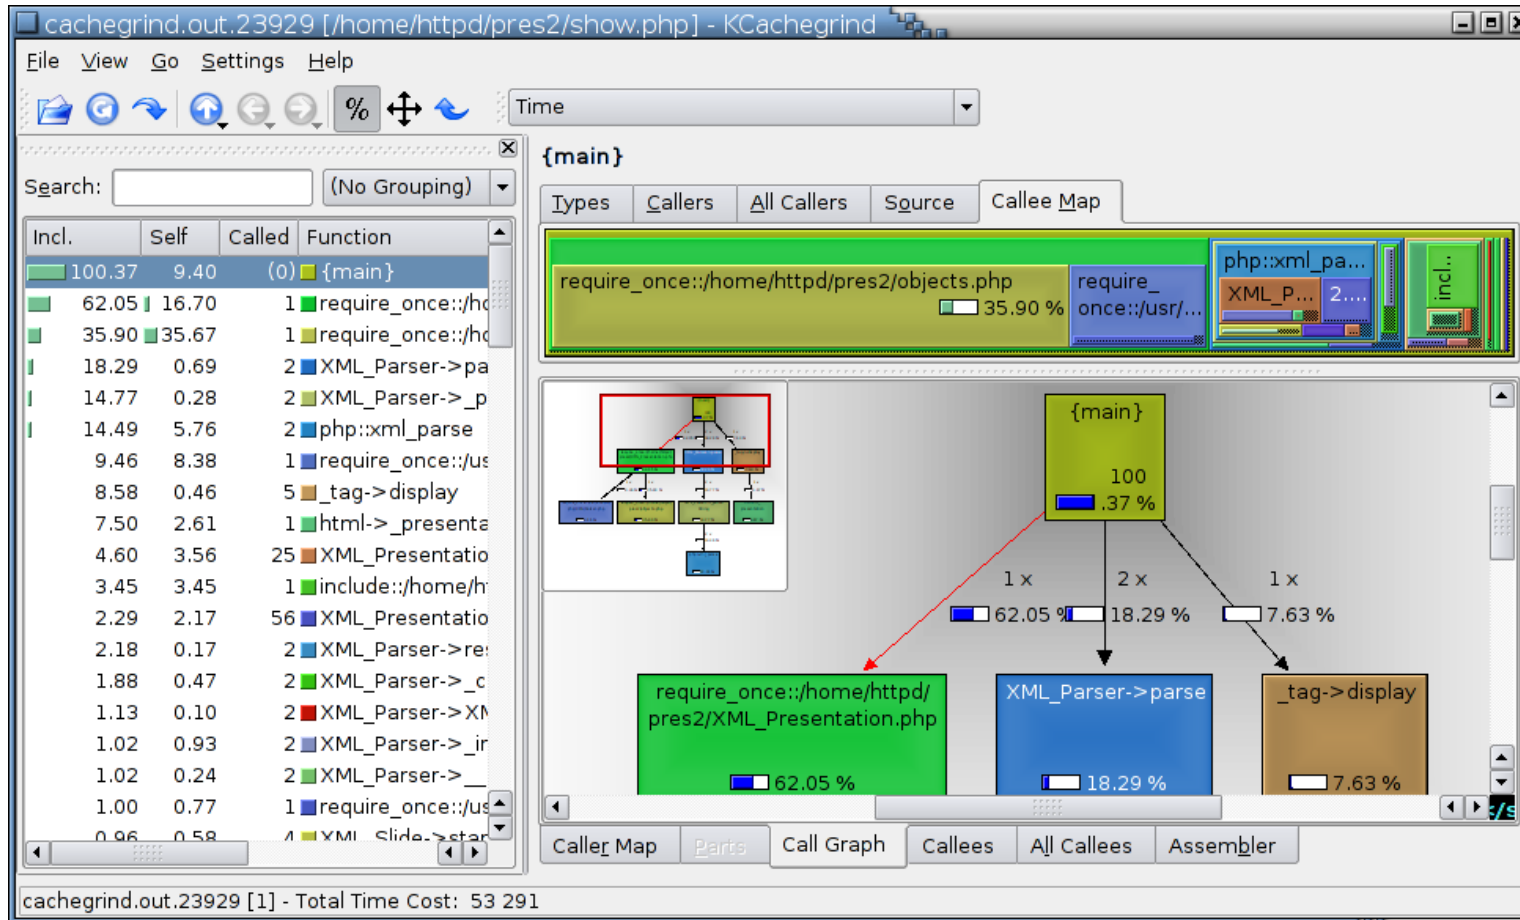 cachegrind.out.23929 [/home/httpd/pres2/show.php] - KCachegrind
File View Go Settings Help
% Time
Search: (No Grouping)
Incl. Self Called Function
100.37 9.40 (0) {main}
62.05 16.70 1 require_once::/ho
35.90 35.67 1 require_once::/ho
18.29 0.69 2 XML_Parser->pa
14.77 0.28 2 XML_Parser->_p
14.49 5.76 2 php::xml_parse
9.46 8.38 1 require_once::/us
8.58 0.46 5 _tag->display
7.50 2.61 1 html->_presenta
4.60 3.56 25 XML_Presentatio
3.45 3.45 1 include::/home/h
2.29 2.17 56 XML_Presentatio
2.18 0.17 2 XML_Parser->re
1.88 0.47 2 XML_Parser->_c
1.13 0.10 2 XML_Parser->XM
1.02 0.93 2 XML_Parser->_ir
1.02 0.24 2 XML_Parser->__
1.00 0.77 1 require_once::/us
0.96 0.58 4 XML_Slide->star
{main}
Types Callers All Callers Source Callee Map
require_once::/home/httpd/pres2/objects.php
35.90 %
require_
once::/usr/...
php::xml_pa...
XML_P... 2....
incl..
{main}
100
.37 %
1 x 2 x 1 x
62.05 % 18.29 % 7.63 %
require_once::/home/httpd/
pres2/XML_Presentation.php
62.05 %
XML_Parser->parse
18.29 %
_tag->display
7.63 %
Caller Map Parts Call Graph Callees All Callees Assembler
cachegrind.out.23929 [1] - Total Time Cost: 53 291